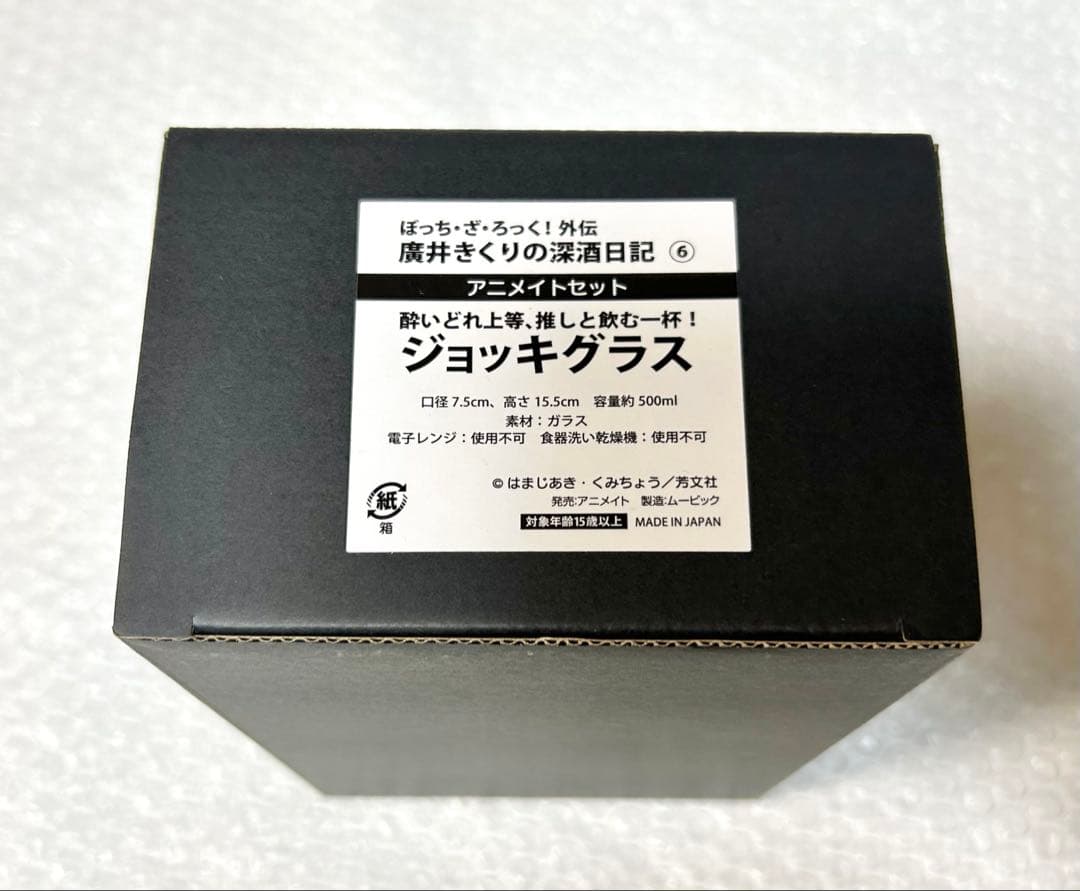 ぼっち・ざ・ろっく! 外伝
廣井きくりの深酒日記 ⑥
アニメイトセット
酔いどれ上等、推しと飲む一杯!
ジョッキグラス
口径 7.5cm、高さ 15.5cm 容量約 500ml
素材:ガラス
電子レンジ:使用不可 食器洗い乾燥機:使用不可
© はまじあき・くみちょう/芳文社
発売:アニメイト 製造:ムービック
紙
箱
対象年齢15歳以上 MADE IN JAPAN